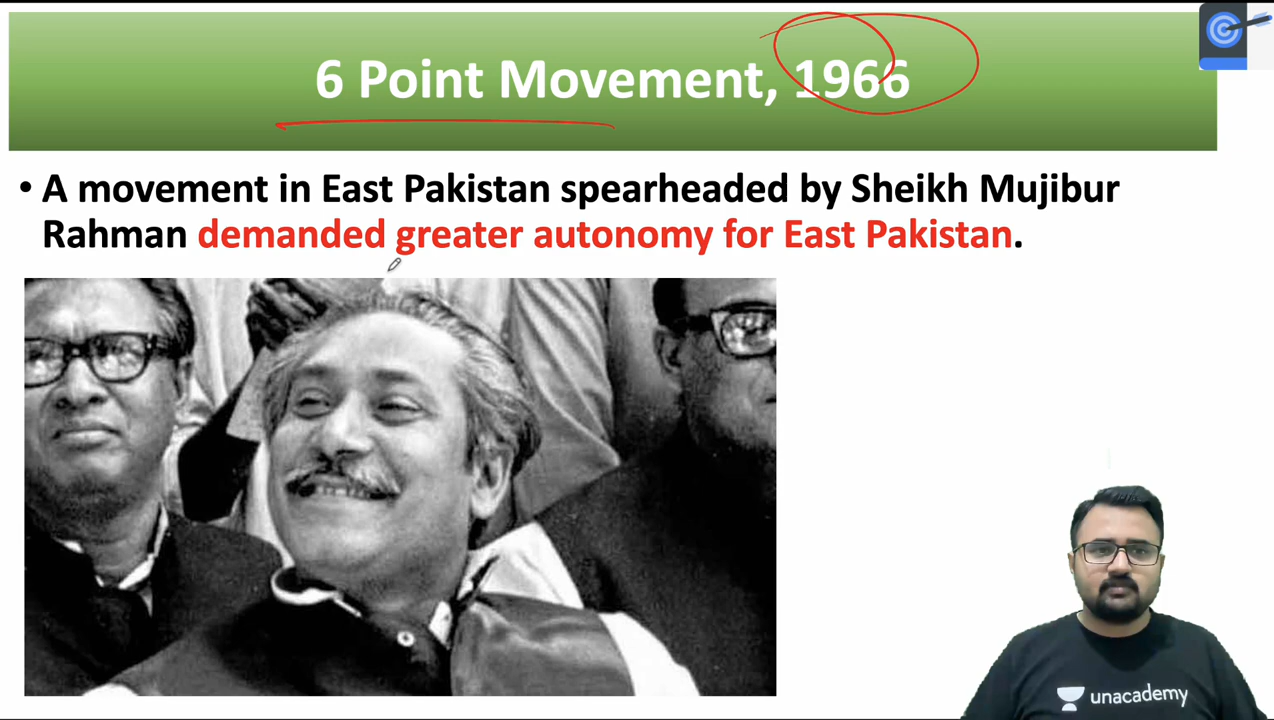 6 Point Movement, 1966
• A movement in East Pakistan spearheaded by Sheikh Mujibur
Rahman demanded greater autonomy for East Pakistan.
unacademy